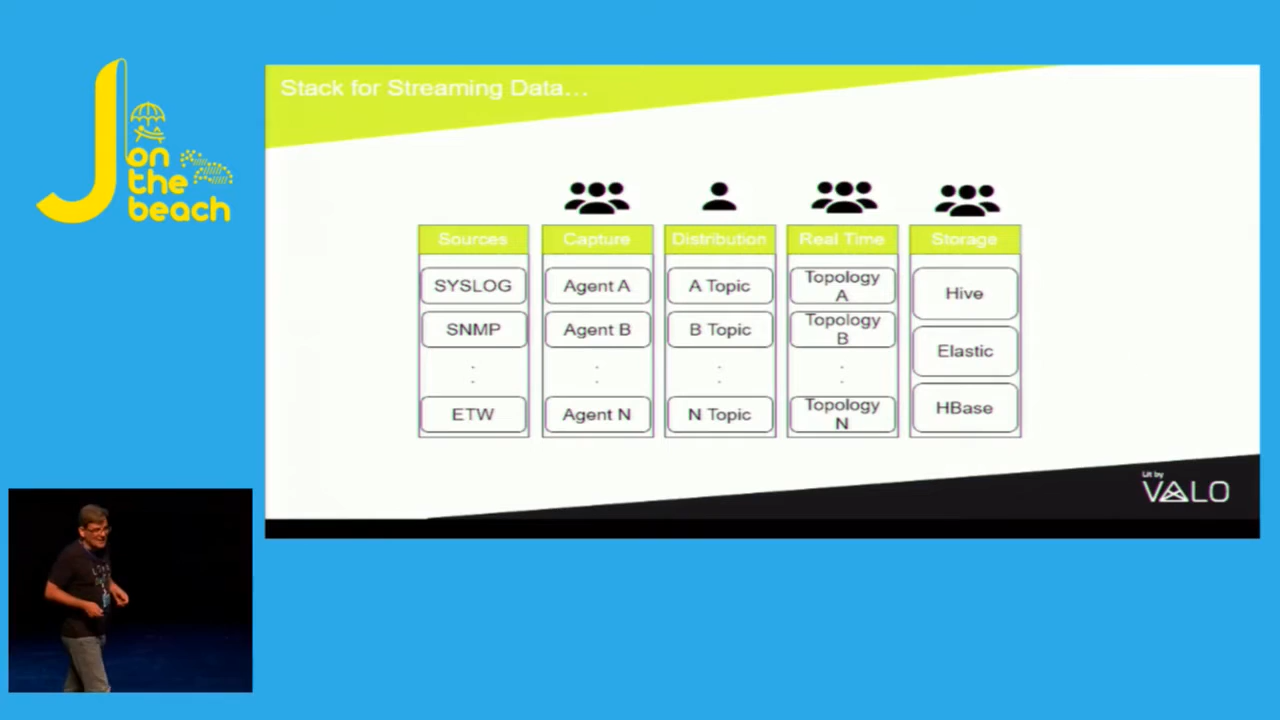 J
on
the
beach
Stack for Streaming Data...
Sources
Capture
Distribution
Real Time
Storage
SYSLOG
Agent A
A Topic
Topology
A
Hive
SNMP
Agent B
B Topic
Topology
B
Elastic
ETW
Agent N
N Topic
Topology
N
HBase
Lit by
VALO